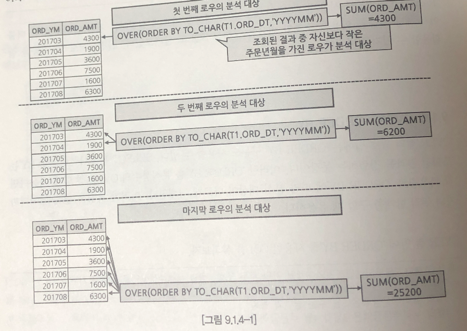 첫 번째 로우의 분석 대상
ORD_YM ORD_AMT
201703 4300
201704 1900
201705 3600
201706 7500
201707 1600
201708 6300
OVER(ORDER BY TO_CHAR(T1.ORD_DT,'YYYYMM'))
SUM(ORD_AMT)
=4300
조회된 결과 중 자신보다 작은
주문년월을 가진 로우가 분석 대상
두 번째 로우의 분석 대상
ORD_YM ORD_AMT
201703 4300
201704 1900
201705 3600
201706 7500
201707 1600
201708 6300
OVER(ORDER BY TO_CHAR(T1.ORD_DT,'YYYYMM'))
SUM(ORD_AMT)
=6200
마지막 로우의 분석 대상
ORD_YM ORD_AMT
201703 4300
201704 1900
201705 3600
201706 7500
201707 1600
201708 6300
OVER(ORDER BY TO_CHAR(T1.ORD_DT,'YYYYMM'))
SUM(ORD_AMT)
=25200
[그림 9.1.4-1]